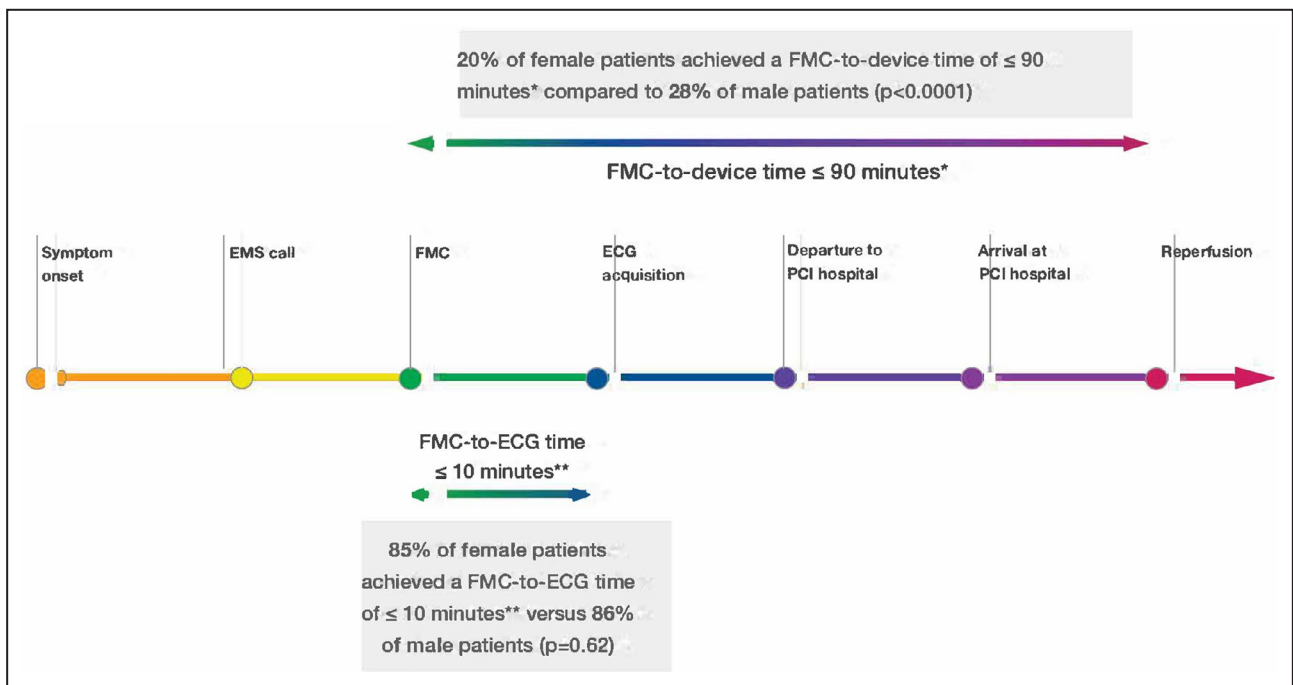 20% of female patients achieved a FMC-to-device time of ≤ 90
minutes* compared to 28% of male patients (p<0.0001)
FMC-to-device time ≤ 90 minutes*
Symptom
onset
EMS call
FMC
ECG
acquisition
Departure to
PCI hospital
Arrival at
PCI hospital
Reperfusion
FMC-to-ECG time
≤ 10 minutes**
85% of female patients
achieved a FMC-to-ECG time
of ≤ 10 minutes** versus 86%
of male patients (p=0.62)